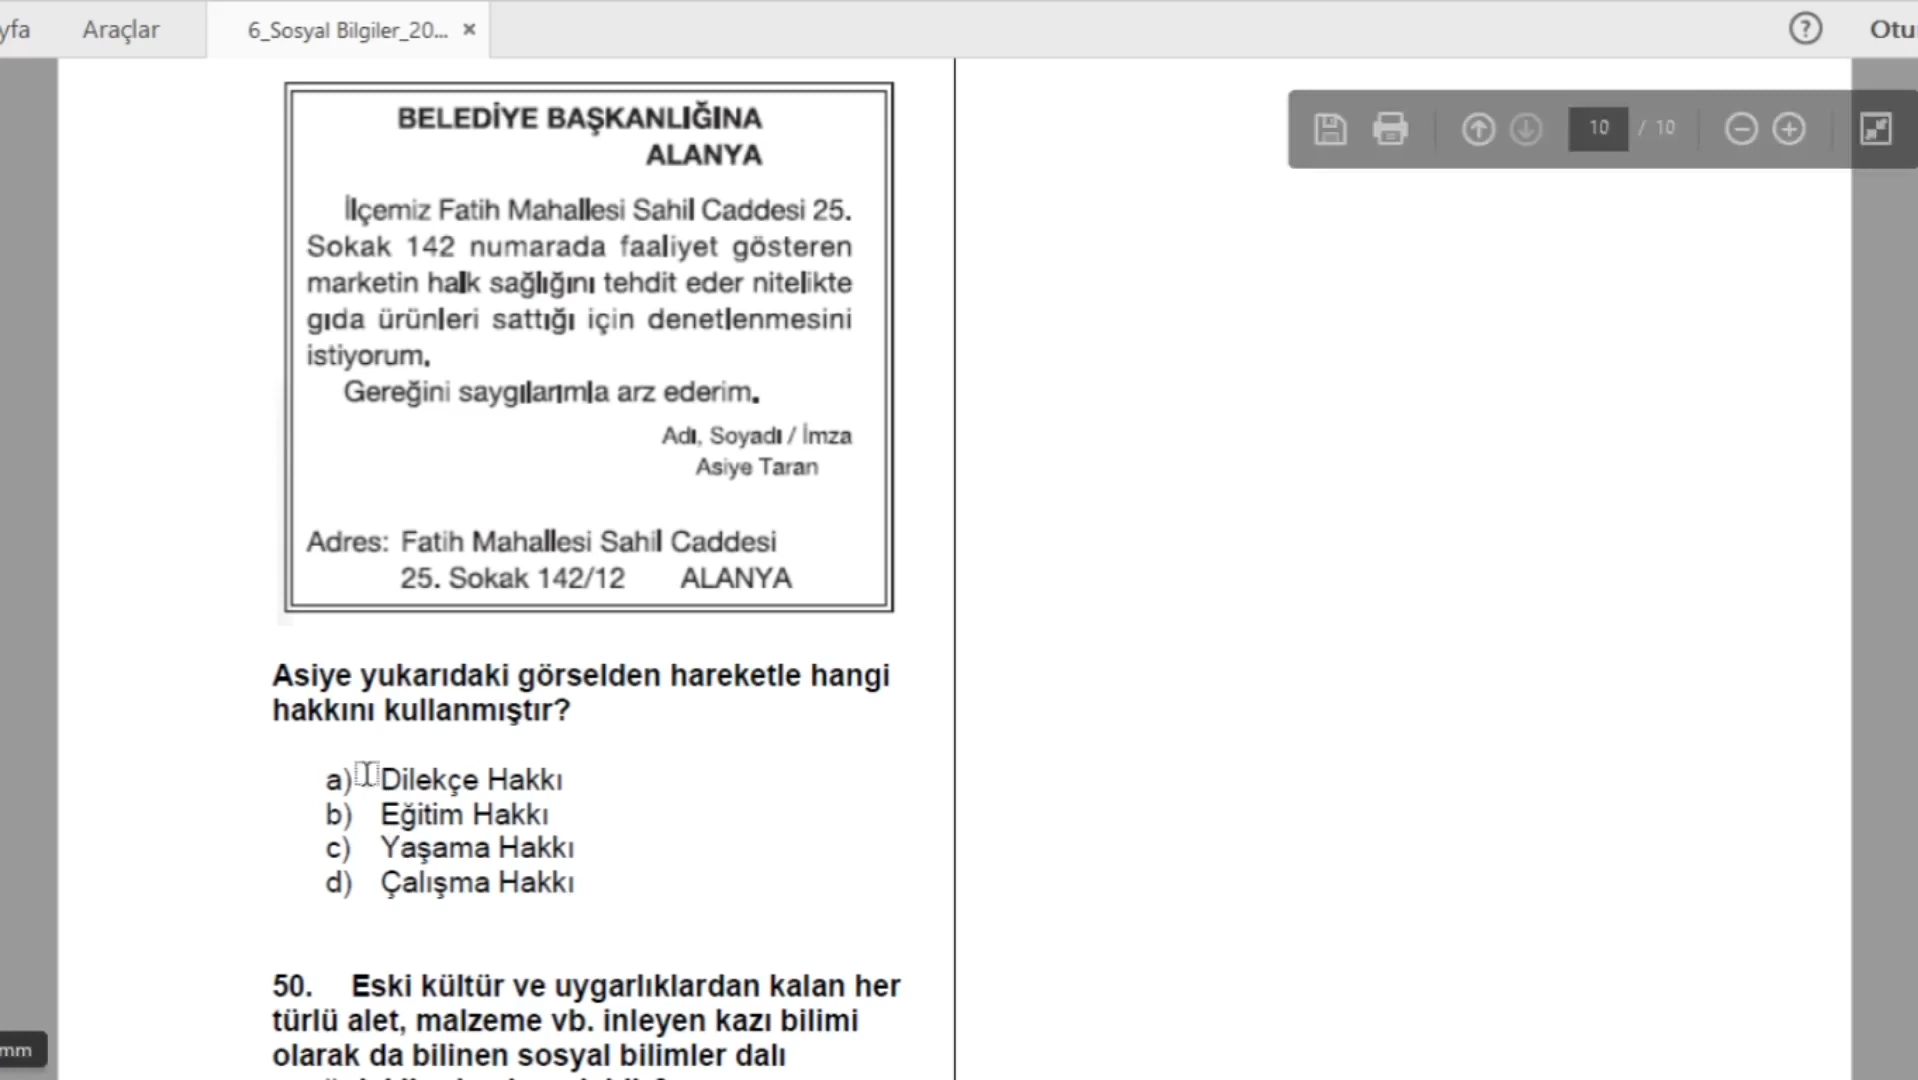 yfa
Araçlar
6_Sosyal Bilgiler_20... ×
?
Otu
10 / 10
BELEDİYE BAŞKANLIĞINA
ALANYA
İlçemiz Fatih Mahallesi Sahil Caddesi 25.
Sokak 142 numarada faaliyet gösteren
marketin halk sağlığını tehdit eder nitelikte
gıda ürünleri sattığı için denetlenmesini
istiyorum.
Gereğini saygılarımla arz ederim.
Adı, Soyadı / İmza
Asiye Taran
Adres: Fatih Mahallesi Sahil Caddesi
25. Sokak 142/12 ALANYA
Asiye yukarıdaki görselden hareketle hangi
hakkını kullanmıştır?
a) Dilekçe Hakkı
b) Eğitim Hakkı
c) Yaşama Hakkı
d) Çalışma Hakkı
50. Eski kültür ve uygarlıklardan kalan her
türlü alet, malzeme vb. inleyen kazı bilimi
olarak da bilinen sosyal bilimler dalı
mm